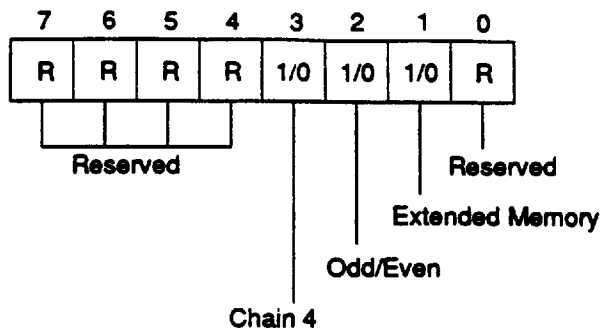 7 6 5 4 3 2 1 0
R R R R 1/0 1/0 1/0 R
Reserved
Reserved
Extended Memory
Odd/Even
Chain 4